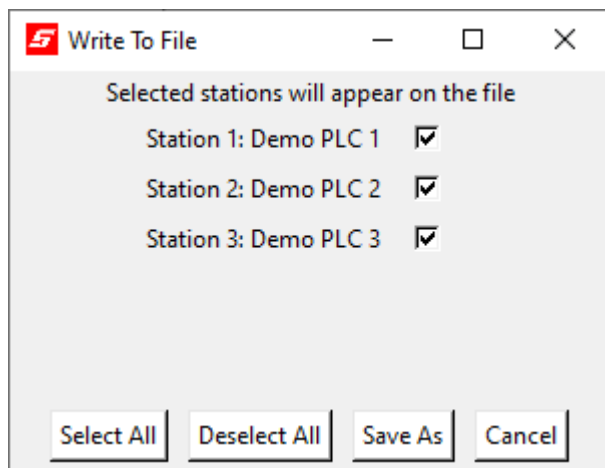 Write To File
Selected stations will appear on the file
Station 1: Demo PLC 1
Station 2: Demo PLC 2
Station 3: Demo PLC 3
Select All Deselect All Save As Cancel